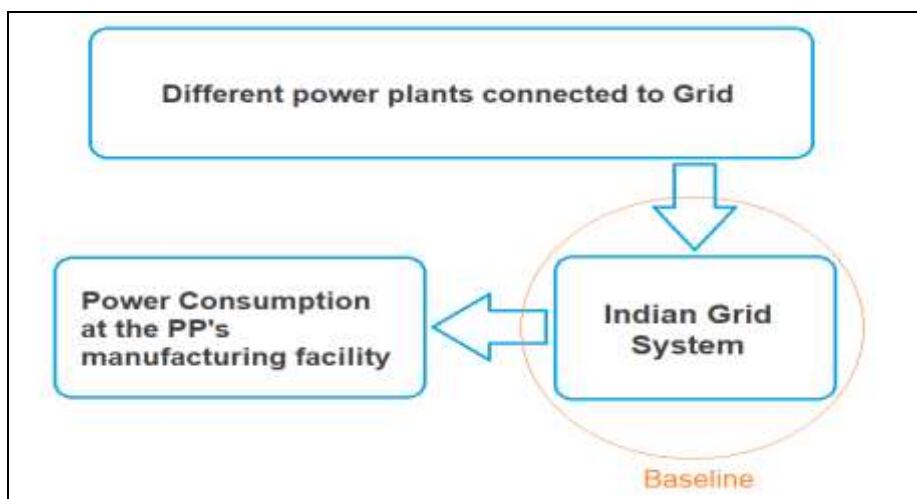 Different power plants connected to Grid
Power Consumption
at the PP's
manufacturing facility
Indian Grid
System
Baseline